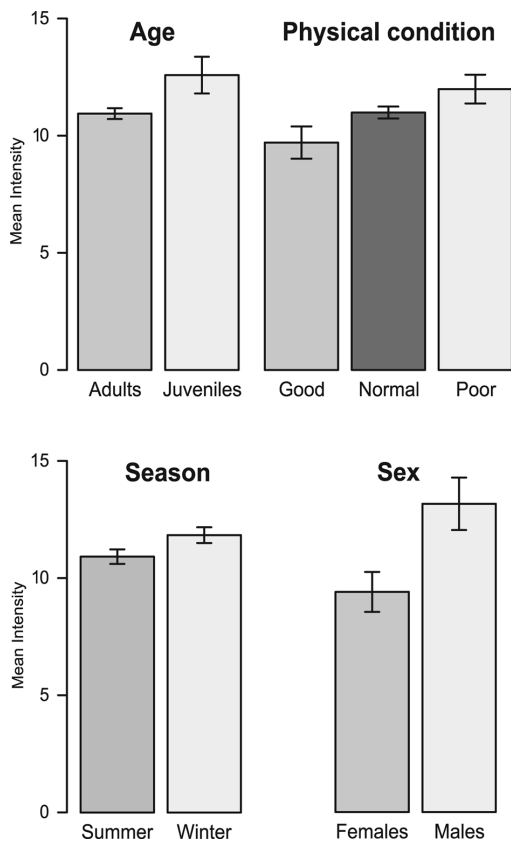 Age Physical condition
15
10
5
0
Mean Intensity
Adults Juveniles Good Normal Poor
Season Sex
15
10
5
0
Mean Intensity
Summer Winter Females Males